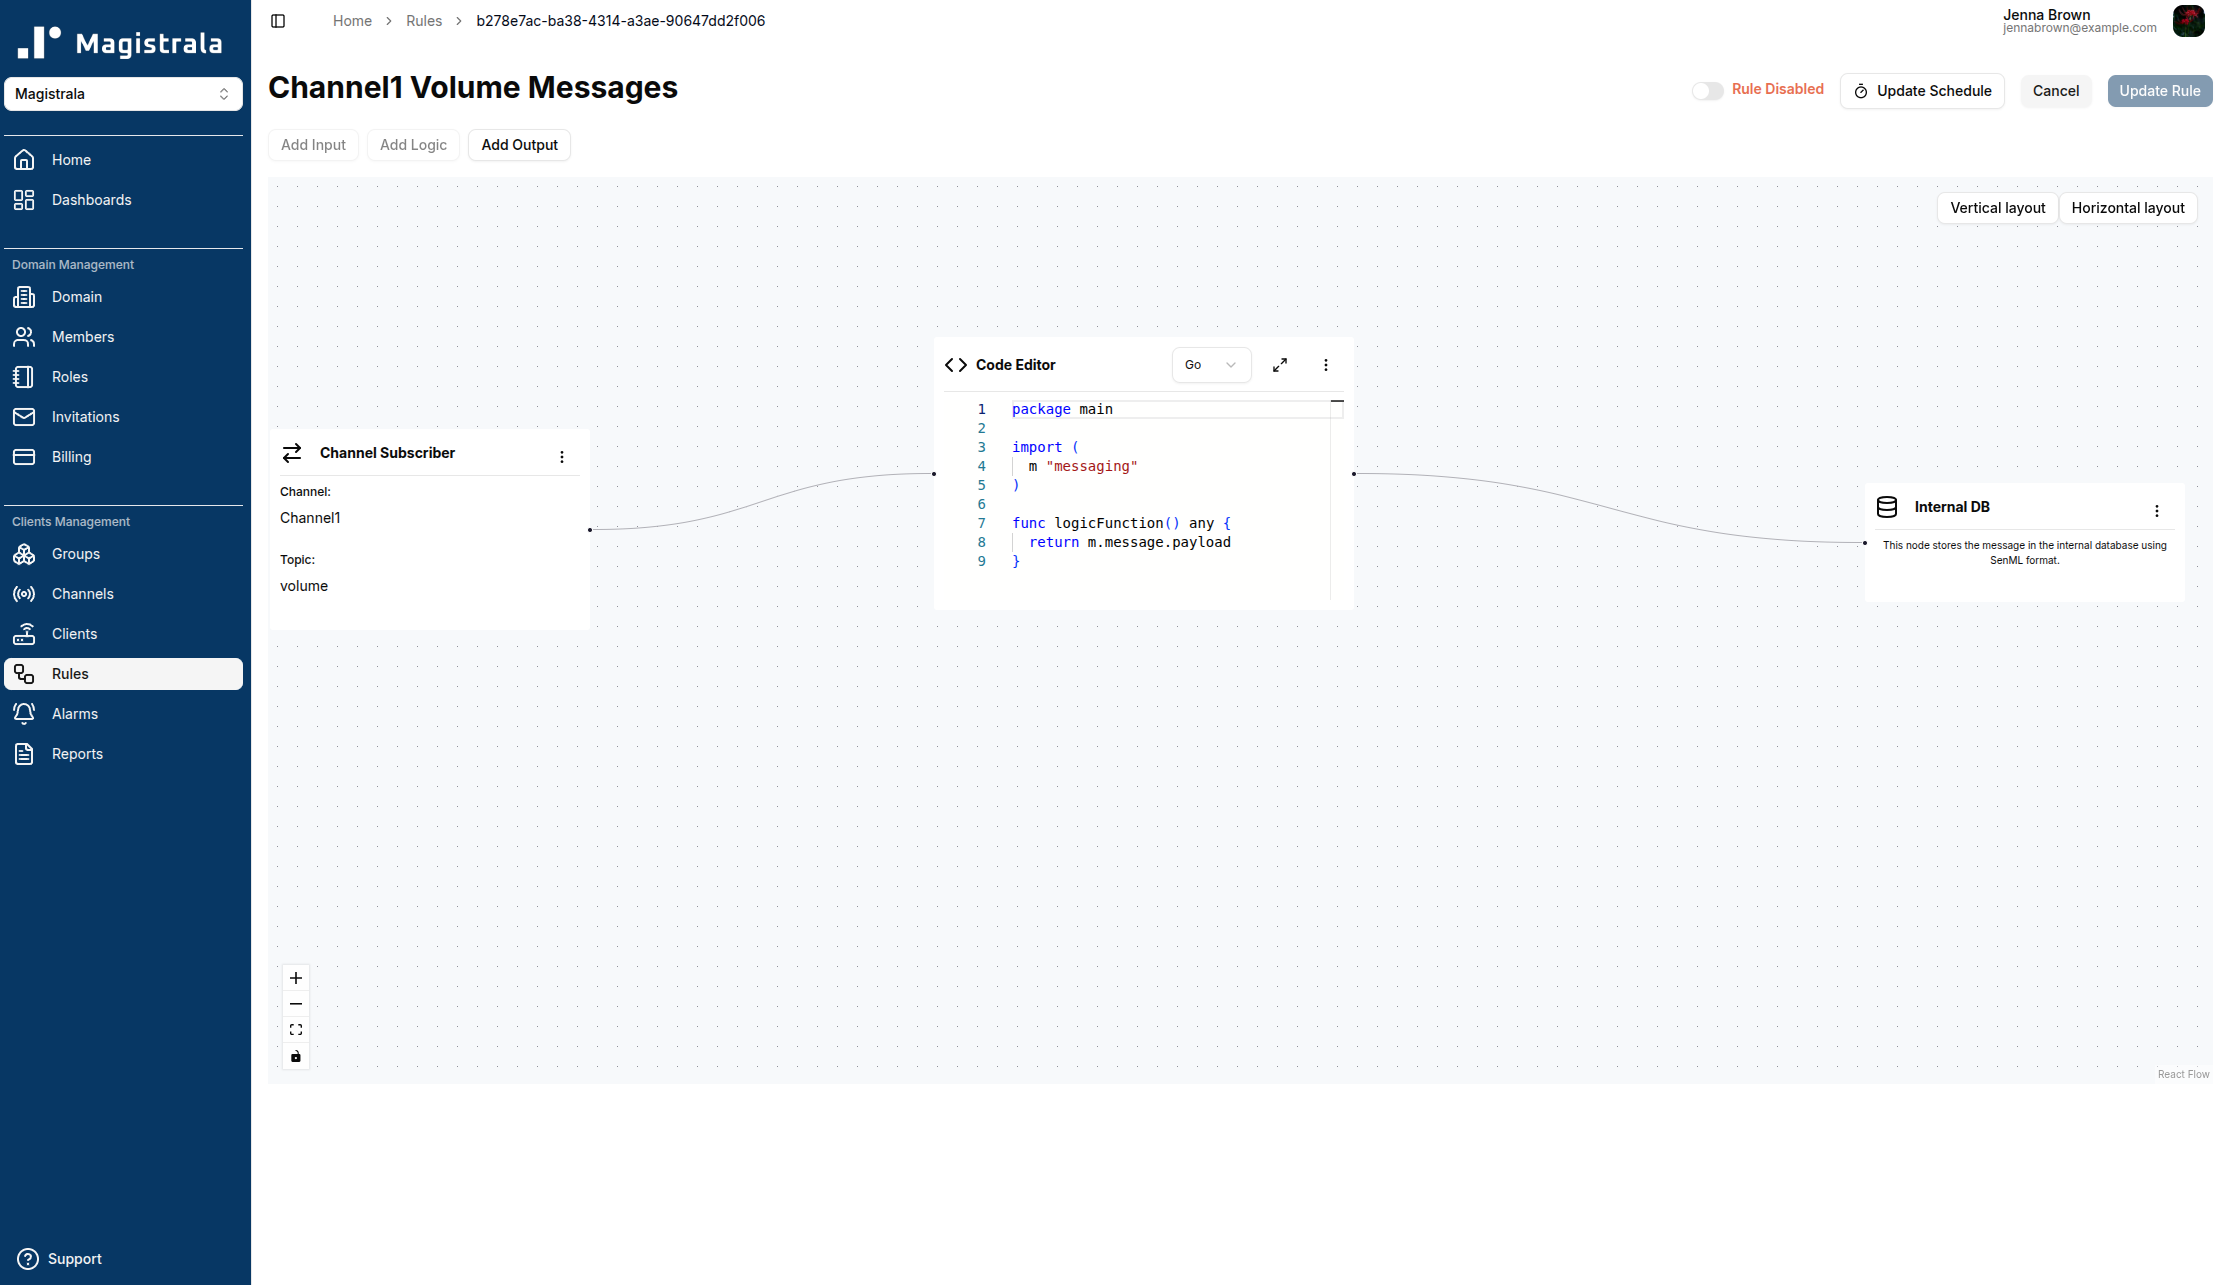 Magistrala
Magistrala
Home
Dashboards
Domain Management
Domain
Members
Roles
Invitations
Billing
Clients Management
Groups
Channels
Clients
Rules
Alarms
Reports
Support
Home > Rules > b278e7ac-ba38-4314-a3ae-90647dd2f006
Jenna Brown
jennabrown@example.com
Channel1 Volume Messages
Rule Disabled
Update Schedule
Cancel
Update Rule
Add Input
Add Logic
Add Output
Vertical layout
Horizontal layout
Channel Subscriber
Channel:
Channel1
Topic:
volume
Code Editor
Go
1 package main
2
3 import (
4 m "messaging"
5 )
6
7 func logicFunction() any {
8 return m.message.payload
9 }
Internal DB
This node stores the message in the internal database using
SenML format.
React Flow